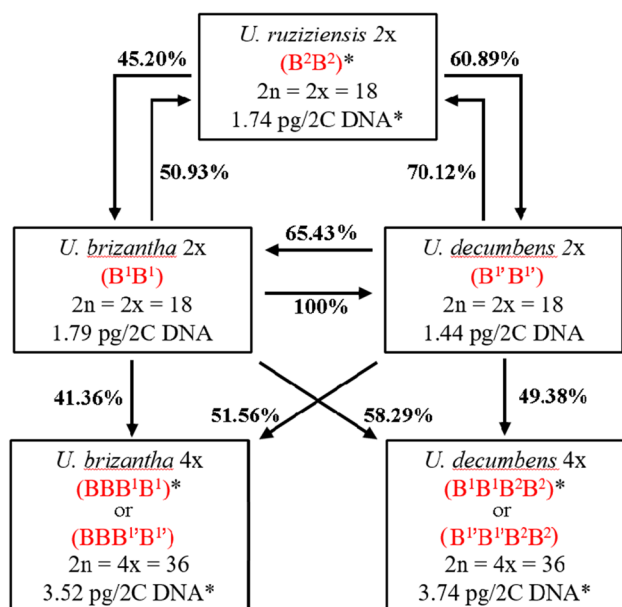 U. ruziziensis 2x
(B²B²)*
2n = 2x = 18
1.74 pg/2C DNA*
45.20%
60.89%
50.93%
70.12%
U. brizantha 2x
(B¹B¹)
2n = 2x = 18
1.79 pg/2C DNA
65.43%
100%
U. decumbens 2x
(B¹'B¹')
2n = 2x = 18
1.44 pg/2C DNA
41.36%
51.56%
58.29%
49.38%
U. brizantha 4x
(BBB¹B¹)*
or
(BBB¹'B¹')
2n = 4x = 36
3.52 pg/2C DNA*
U. decumbens 4x
(B¹B¹B²B²)*
or
(B¹'B¹'B²B²)
2n = 4x = 36
3.74 pg/2C DNA*